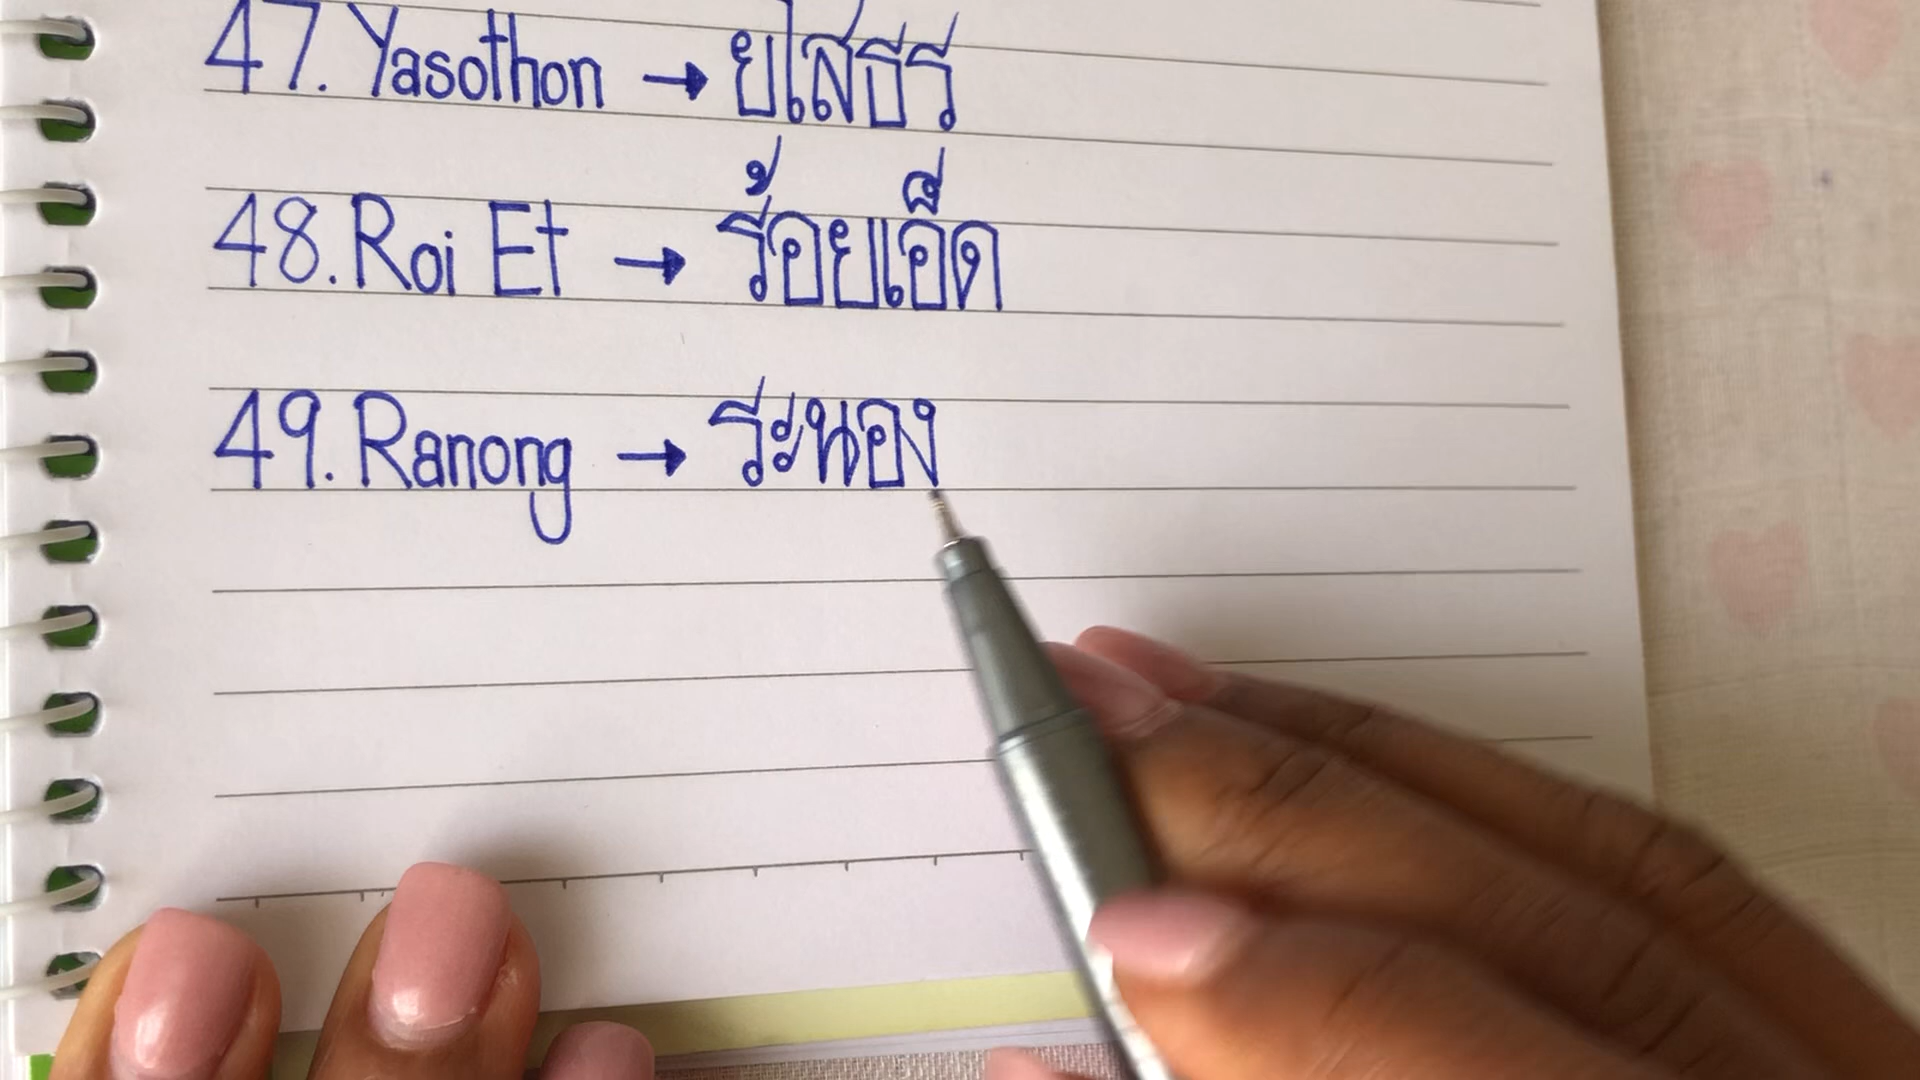 47. Yasothon → ยโสธร
48. Roi Et → ร้อยเอ็ด
49. Ranong → ระนอง